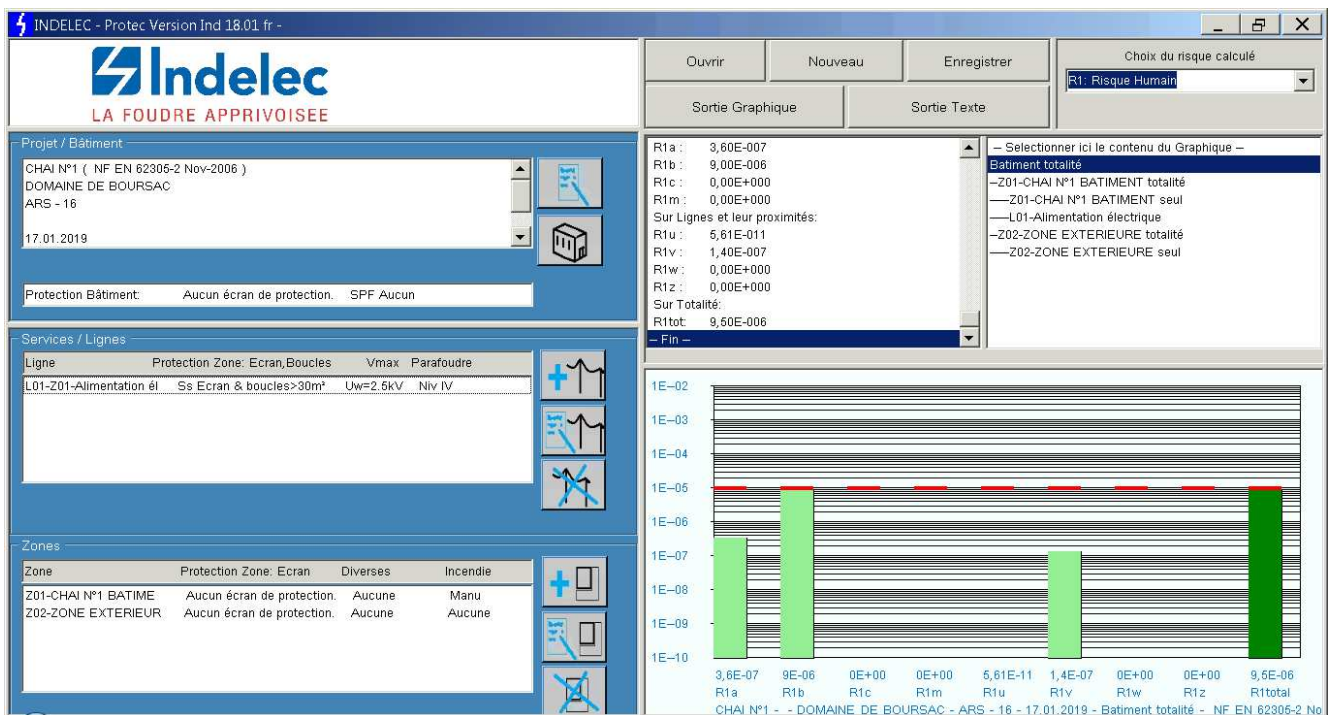 INDELEC - Protec Version Ind 18.01 fr -
Indelec
LA FOUDRE APPRIVOISEE
Ouvrir
Nouveau
Enregistrer
Sortie Graphique
Sortie Texte
Choix du risque calculé
R1: Risque Humain
Projet / Bâtiment
CHAI N°1 ( NF EN 62305-2 Nov-2006 )
DOMAINE DE BOURSAC
ARS - 16
17.01.2019
Protection Bâtiment: Aucun écran de protection. SPF Aucun
Services / Lignes
Ligne Protection Zone: Ecran,Boucles Vmax Parafoudre
L01-Z01-Alimentation él Ss Ecran & boucles>30m² Uw=2.5kV Niv IV
Zones
Zone Protection Zone: Ecran Diverses Incendie
Z01-CHAI N°1 BATIME Aucun écran de protection. Aucune Manu
Z02-ZONE EXTERIEUR Aucun écran de protection. Aucune Aucune
R1a : 3,60E-007
R1b : 9,00E-006
R1c : 0,00E+000
R1m : 0,00E+000
Sur Lignes et leur proximités:
R1u : 5,61E-011
R1v : 1,40E-007
R1w : 0,00E+000
R1z : 0,00E+000
Sur Totalité:
R1tot: 9,50E-006
– Fin –
– Selectionner ici le contenu du Graphique –
Batiment totalité
–Z01-CHAI N°1 BATIMENT totalité
––Z01-CHAI N°1 BATIMENT seul
––L01-Alimentation électrique
–Z02-ZONE EXTERIEURE totalité
––Z02-ZONE EXTERIEURE seul
1E–02
1E–03
1E–04
1E–05
1E–06
1E–07
1E–08
1E–09
1E–10
3,6E-07 9E-06 0E+00 0E+00 5,61E-11 1,4E-07 0E+00 0E+00 9,5E-06
R1a R1b R1c R1m R1u R1v R1w R1z R1total
CHAI N°1 - - DOMAINE DE BOURSAC - ARS - 16 - 17.01.2019 - Batiment totalité - NF EN 62305-2 No